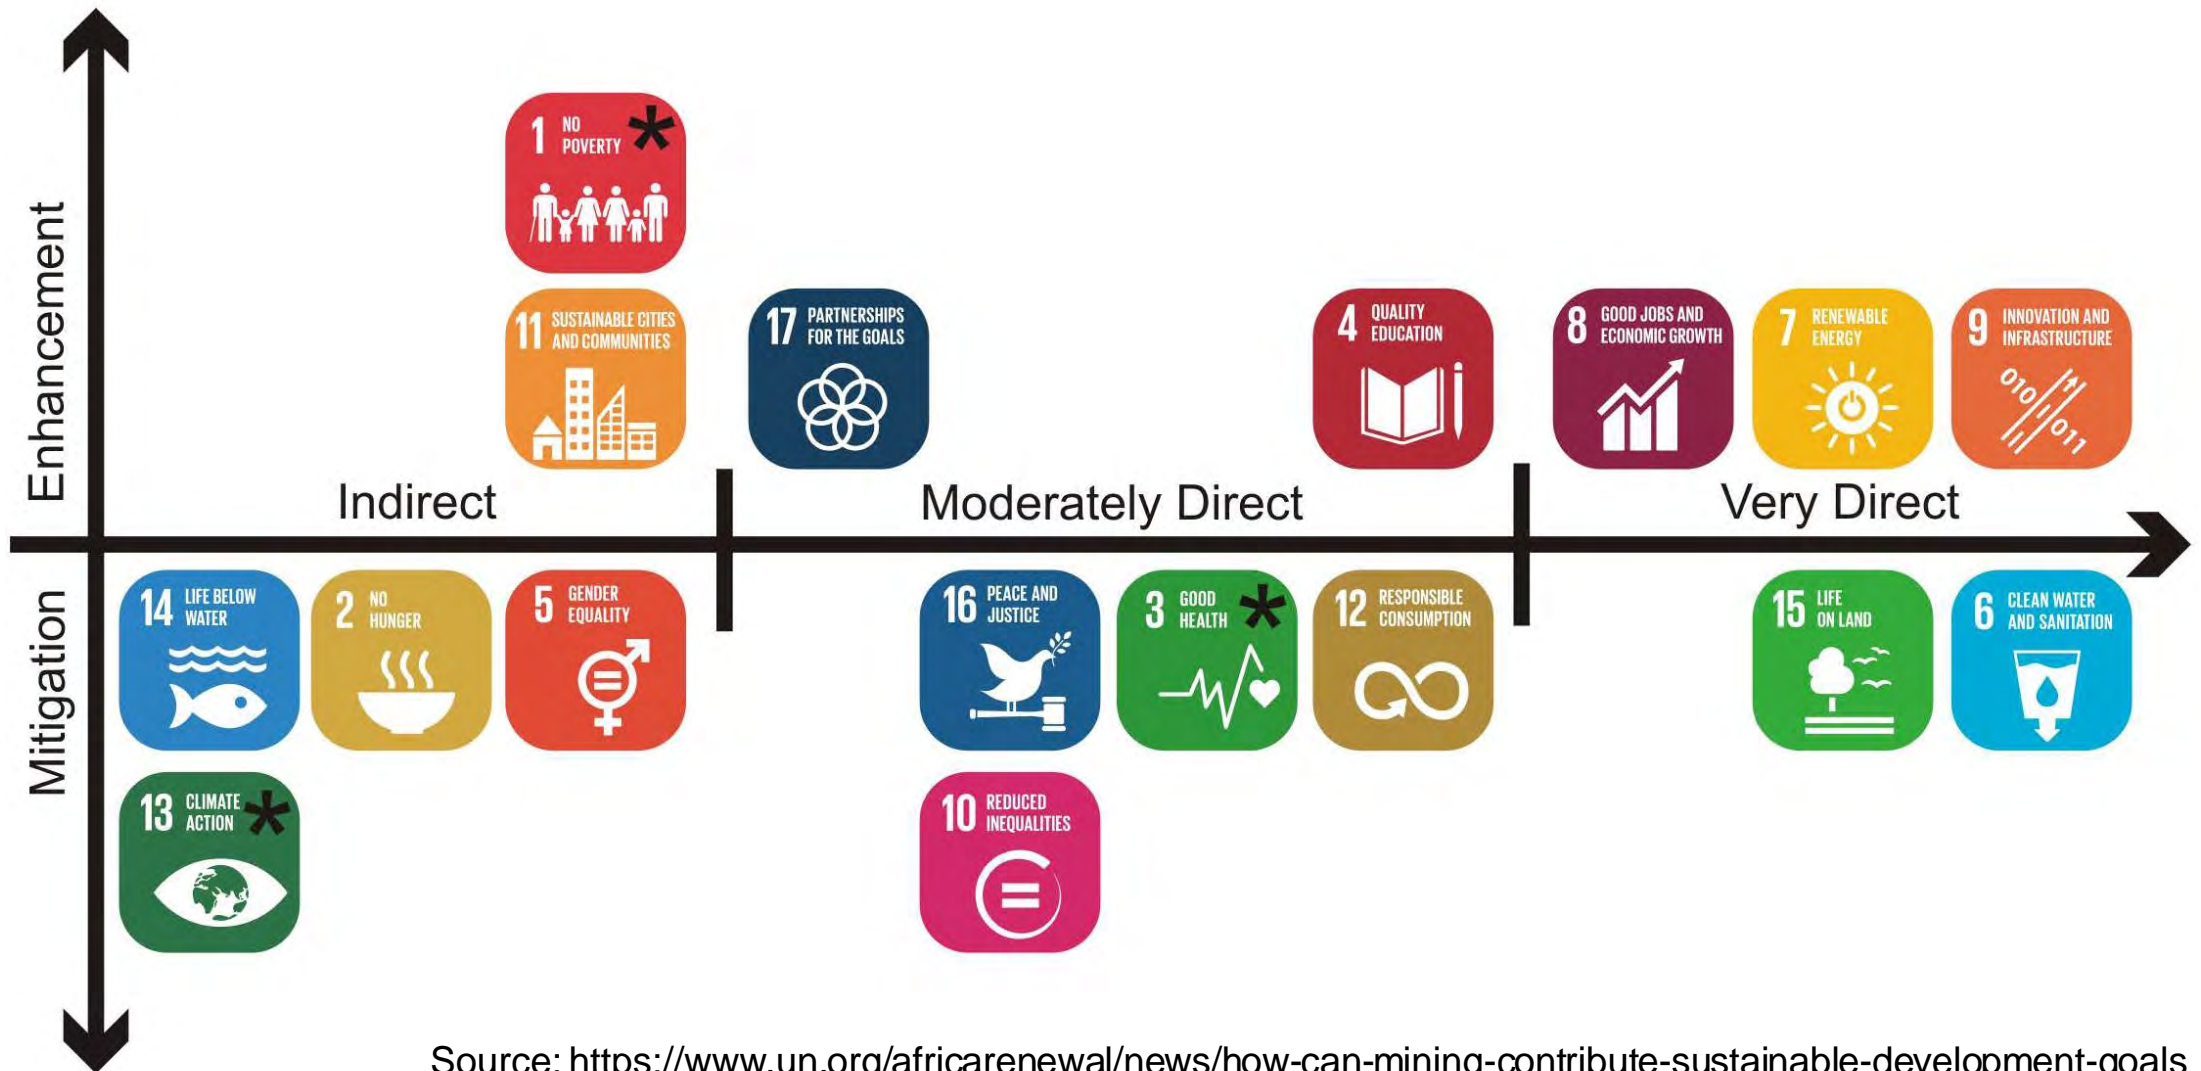 Enhancement
Mitigation
1 NO
POVERTY *
11 SUSTAINABLE CITIES
AND COMMUNITIES
17 PARTNERSHIPS
FOR THE GOALS
4 QUALITY
EDUCATION
8 GOOD JOBS AND
ECONOMIC GROWTH
7 RENEWABLE
ENERGY
9 INNOVATION AND
INFRASTRUCTURE
010
011
Indirect
Moderately Direct
Very Direct
14 LIFE BELOW
WATER
2 NO
HUNGER
5 GENDER
EQUALITY
16 PEACE AND
JUSTICE
3 GOOD
HEALTH *
12 RESPONSIBLE
CONSUMPTION
15 LIFE
ON LAND
6 CLEAN WATER
AND SANITATION
13 CLIMATE
ACTION *
10 REDUCED
INEQUALITIES
Source: https://www.un.org/africarenewal/news/how-can-mining-contribute-sustainable-development-goals